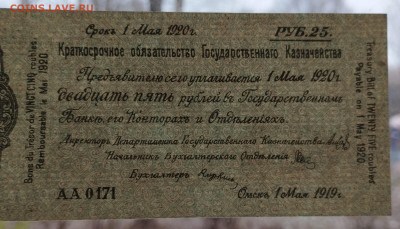 COINS.LAVE.RU
Срокъ 1 Мая 1920г.
РУБ. 25.
Краткосрочное обязательство Государственнаго Казначейства
Предъявителю сего уплачивается 1 Мая 1920г.
двадцать пять рублей въ Государственномъ
Банкѣ, его Конторахъ и Отдѣленiяхъ.
Директоръ Департамента Государственнаго Казначейства
Начальникъ Бухгалтерскаго Отдѣленiя
Бухгалтеръ
АА 0171
Омскъ 1 Мая 1919г.
Bons du Trésor de VINGT CINQ roubles
Remboursable 1 Mai 1920.
Treasury Bill of TWENTY FIVE roubles
Payable on 1 May 1920.